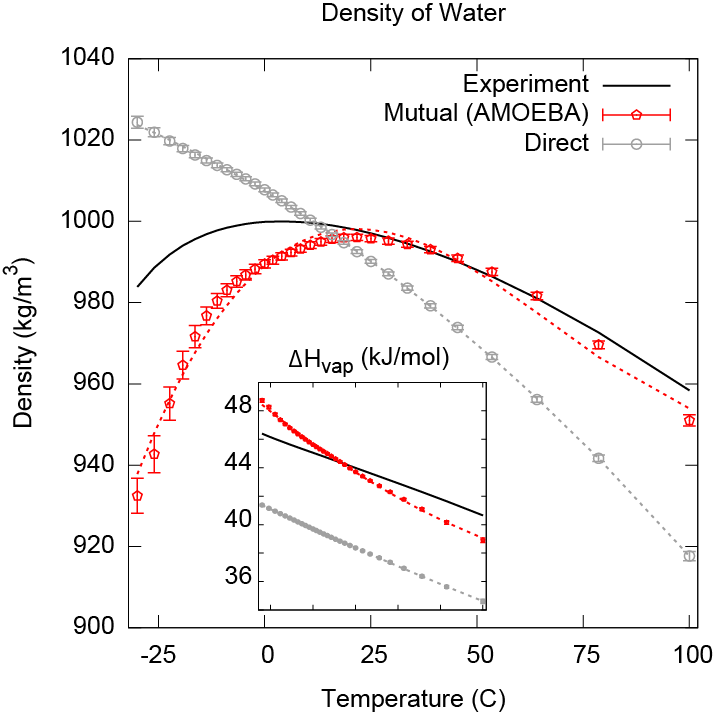 Density of Water
1040
1020
1000
980
960
940
920
900
Density (kg/m³)
Experiment
Mutual (AMOEBA)
Direct
ΔHvap (kJ/mol)
48
44
40
36
-25 0 25 50 75 100
Temperature (C)